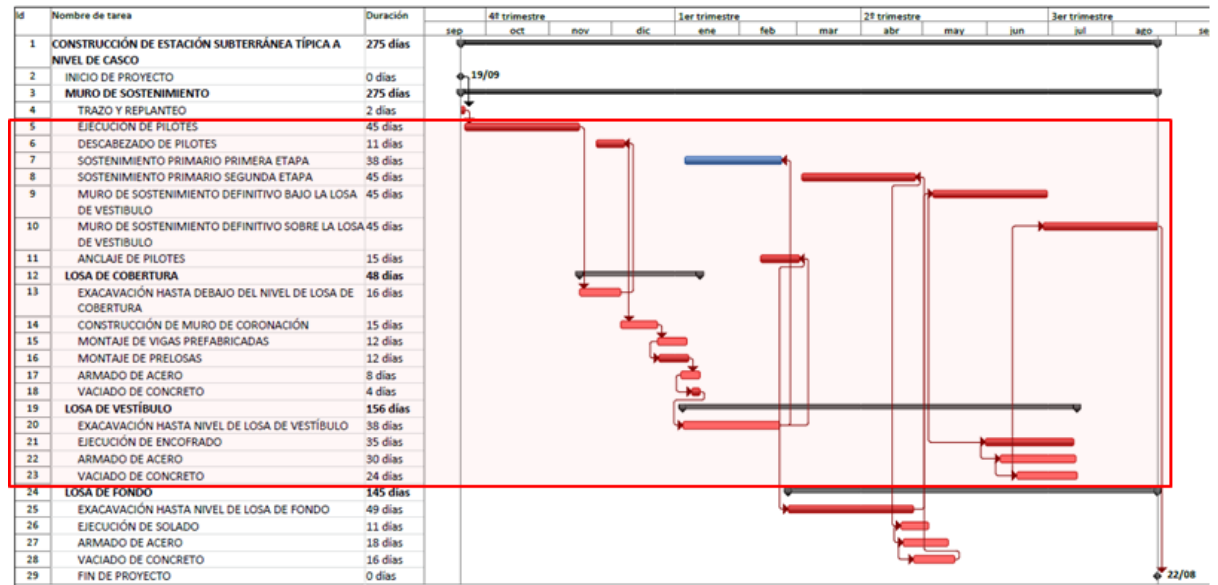 Id Nombre de tarea Duración 4º trimestre 1er trimestre 2º trimestre 3er trimestre
sep oct nov dic ene feb mar abr may jun jul ago se
1 CONSTRUCCIÓN DE ESTACIÓN SUBTERRÁNEA TÍPICA A 275 días
NIVEL DE CASCO
2 INICIO DE PROYECTO 0 días 19/09
3 MURO DE SOSTENIMIENTO 275 días
4 TRAZO Y REPLANTEO 2 días
5 EJECUCIÓN DE PILOTES 45 días
6 DESCABEZADO DE PILOTES 11 días
7 SOSTENIMIENTO PRIMARIO PRIMERA ETAPA 38 días
8 SOSTENIMIENTO PRIMARIO SEGUNDA ETAPA 45 días
9 MURO DE SOSTENIMIENTO DEFINITIVO BAJO LA LOSA 45 días
DE VESTIBULO
10 MURO DE SOSTENIMIENTO DEFINITIVO SOBRE LA LOSA 45 días
DE VESTIBULO
11 ANCLAJE DE PILOTES 15 días
12 LOSA DE COBERTURA 48 días
13 EXACAVACIÓN HASTA DEBAJO DEL NIVEL DE LOSA DE 16 días
COBERTURA
14 CONSTRUCCIÓN DE MURO DE CORONACIÓN 15 días
15 MONTAJE DE VIGAS PREFABRICADAS 12 días
16 MONTAJE DE PRELOSAS 12 días
17 ARMADO DE ACERO 8 días
18 VACIADO DE CONCRETO 4 días
19 LOSA DE VESTÍBULO 156 días
20 EXACAVACIÓN HASTA NIVEL DE LOSA DE VESTÍBULO 38 días
21 EJECUCIÓN DE ENCOFRADO 35 días
22 ARMADO DE ACERO 30 días
23 VACIADO DE CONCRETO 24 días
24 LOSA DE FONDO 145 días
25 EXACAVACIÓN HASTA NIVEL DE LOSA DE FONDO 49 días
26 EJECUCIÓN DE SOLADO 11 días
27 ARMADO DE ACERO 18 días
28 VACIADO DE CONCRETO 16 días
29 FIN DE PROYECTO 0 días 22/08